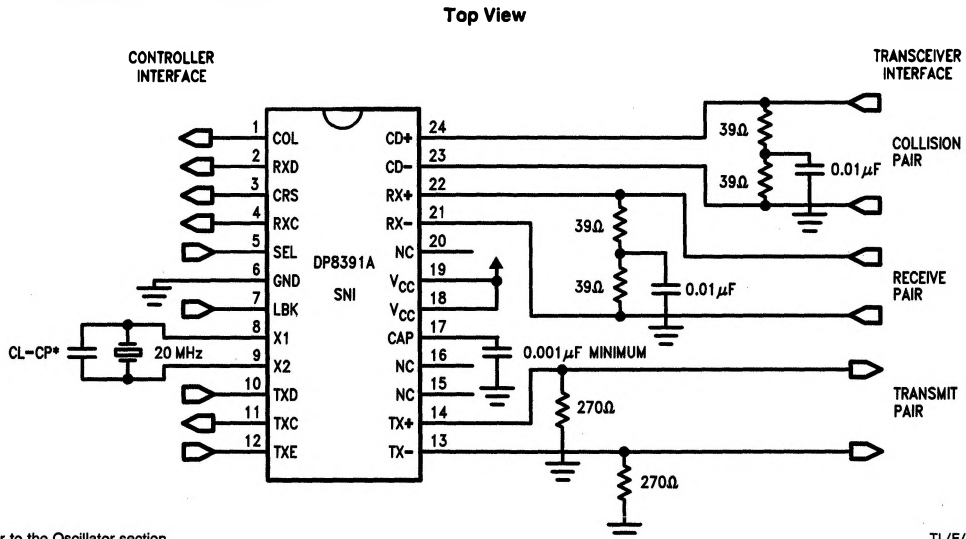 Top View
CONTROLLER
INTERFACE
TRANSCEIVER
INTERFACE
1 COL
2 RXD
3 CRS
4 RXC
5 SEL
6 GND
7 LBK
8 X1
9 X2
10 TXD
11 TXC
12 TXE
DP8391A
SNI
CD+ 24
CD- 23
RX+ 22
RX- 21
NC 20
VCC 19
VCC 18
CAP 17
NC 16
NC 15
TX+ 14
TX- 13
CL-CP*
20 MHz
39Ω
39Ω
0.01μF
COLLISION
PAIR
39Ω
39Ω
0.01μF
RECEIVE
PAIR
0.001μF MINIMUM
270Ω
270Ω
TRANSMIT
PAIR
r to the Oscillator section
TL/F/